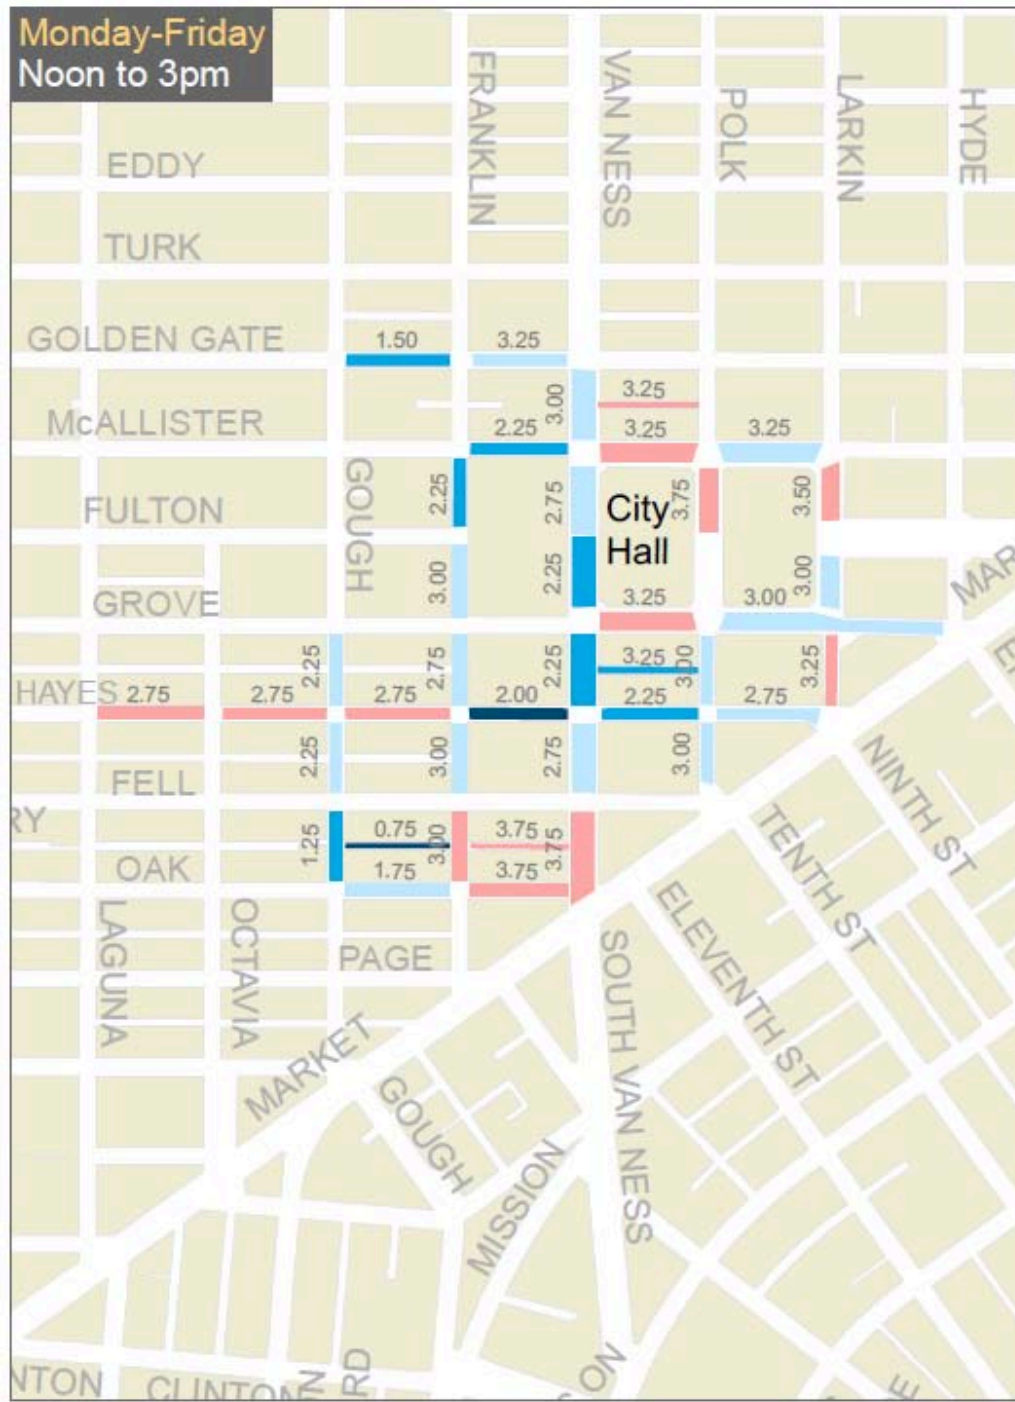 Monday-Friday
Noon to 3pm
FRANKLIN
VAN NESS
POLK
LARKIN
HYDE
EDDY
TURK
GOLDEN GATE
1.50
3.25
McALLISTER
3.00
3.25
2.25
3.25
3.25
GOUGH
2.25
2.75
City
Hall
3.75
3.50
FULTON
3.00
2.25
3.00
GROVE
3.25
3.00
MAR
2.25
2.75
2.25
3.25
3.00
3.25
HAYES
2.75
2.75
2.75
2.00
2.25
2.75
2.25
3.00
2.75
3.00
FELL
NINTH ST
RY
1.25
0.75
3.00
3.75
3.75
TENTH ST
OAK
1.75
3.75
LAGUNA
OCTAVIA
PAGE
SOUTH VAN NESS
ELEVENTH ST
MARKET
GOUGH
MISSION
NTON
CLINTON
N
RD
ON
E